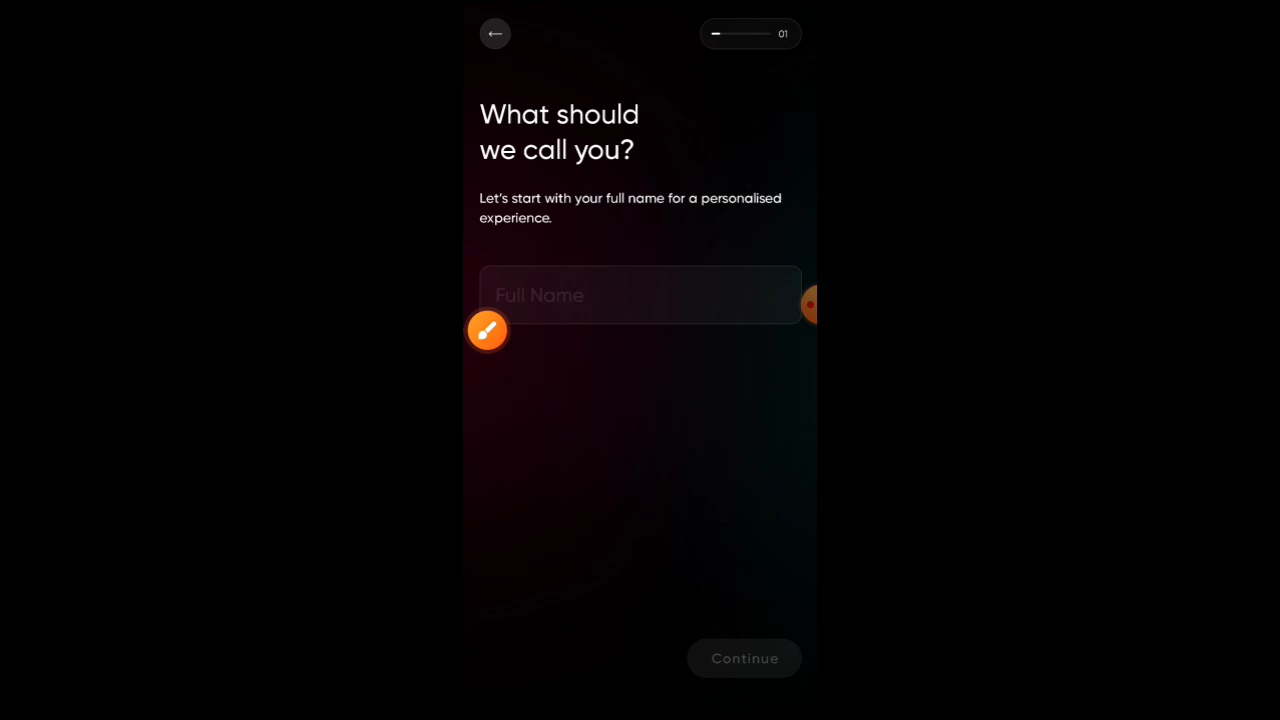 01
What should
we call you?
Let's start with your full name for a personalised
experience.
Full Name
Continue